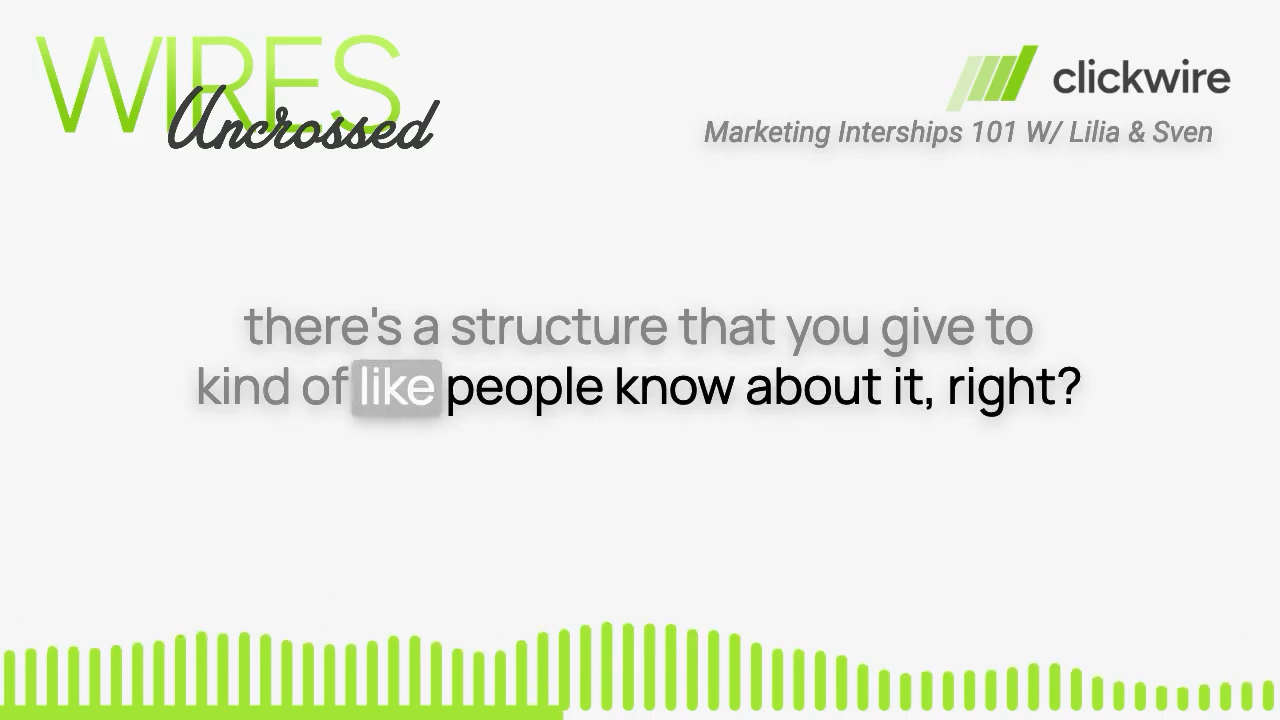 WIRES
Uncrossed
clickwire
Marketing Interships 101 W/ Lilia & Sven
there's a structure that you give to
kind of like people know about it, right?